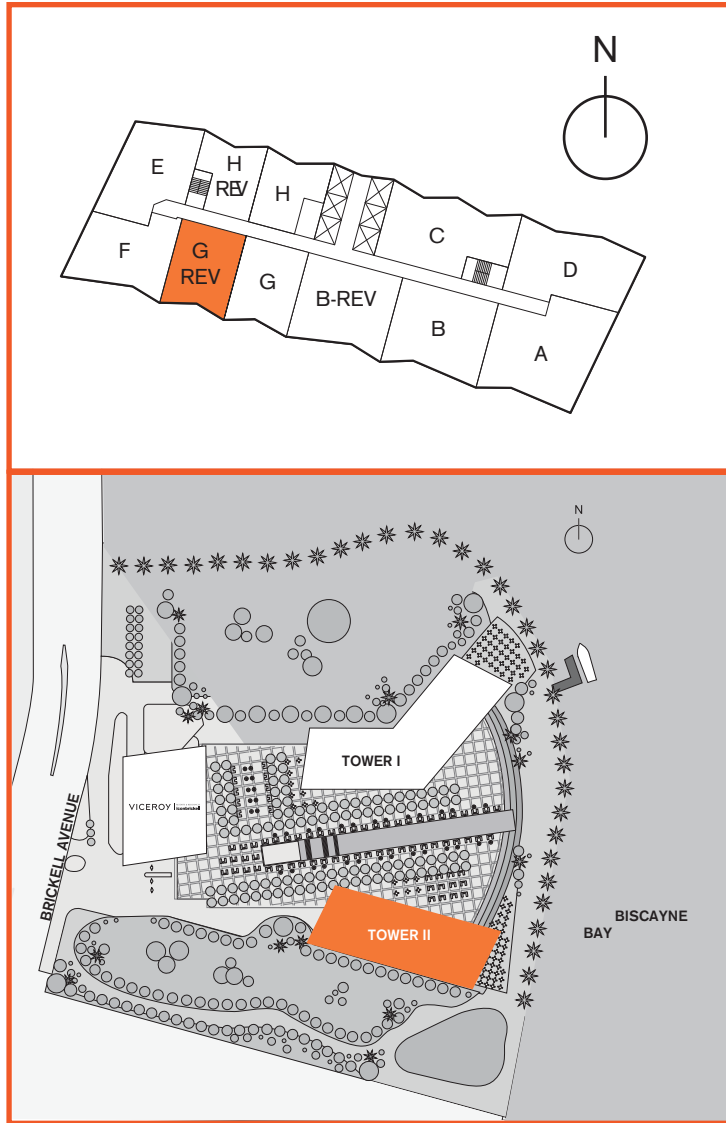 N
E
H
REV
H
C
D
F
G
REV
G
B-REV
B
A
N
TOWER I
VICEROY
BRICKELL AVENUE
TOWER II
BISCAYNE
BAY